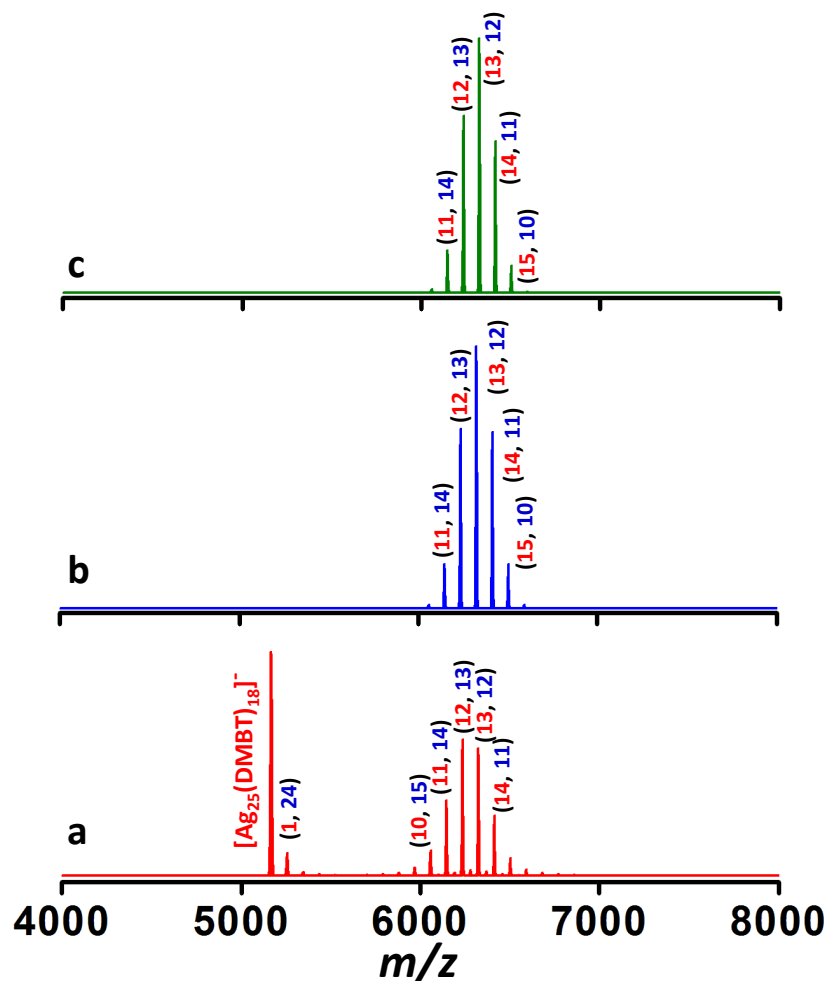 (11, 14)
(12, 13)
(13, 12)
(14, 11)
(15, 10)
c
(11, 14)
(12, 13)
(13, 12)
(14, 11)
(15, 10)
b
[Ag₂₅(DMBT)₁₈]⁻
(1, 24)
(10, 15)
(11, 14)
(12, 13)
(13, 12)
(14, 11)
a
4000 5000 6000 7000 8000
m/z